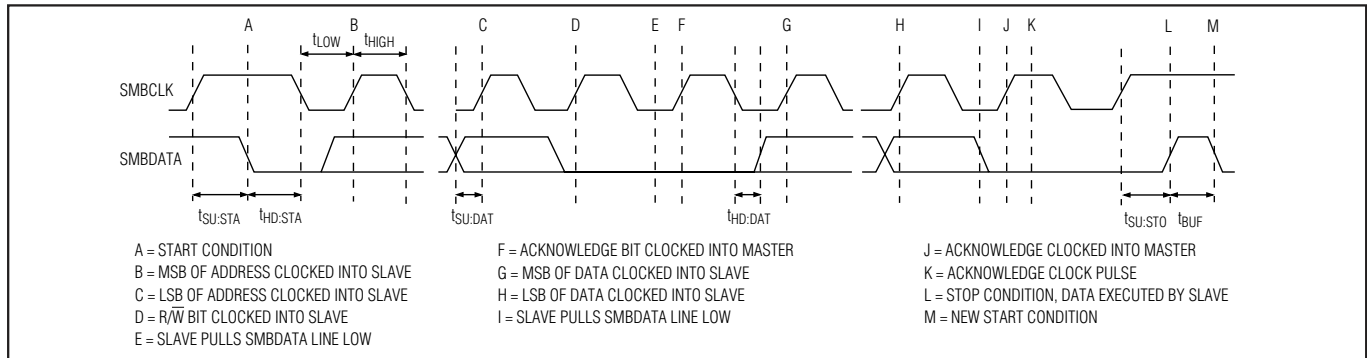 A B C D E F G H I J K L M
tLOW tHIGH
SMBCLK
SMBDATA
tSU:STA tHD:STA tSU:DAT tHD:DAT tSU:STO tBUF
A = START CONDITION
B = MSB OF ADDRESS CLOCKED INTO SLAVE
C = LSB OF ADDRESS CLOCKED INTO SLAVE
D = R/W̅ BIT CLOCKED INTO SLAVE
E = SLAVE PULLS SMBDATA LINE LOW
F = ACKNOWLEDGE BIT CLOCKED INTO MASTER
G = MSB OF DATA CLOCKED INTO SLAVE
H = LSB OF DATA CLOCKED INTO SLAVE
I = SLAVE PULLS SMBDATA LINE LOW
J = ACKNOWLEDGE CLOCKED INTO MASTER
K = ACKNOWLEDGE CLOCK PULSE
L = STOP CONDITION, DATA EXECUTED BY SLAVE
M = NEW START CONDITION